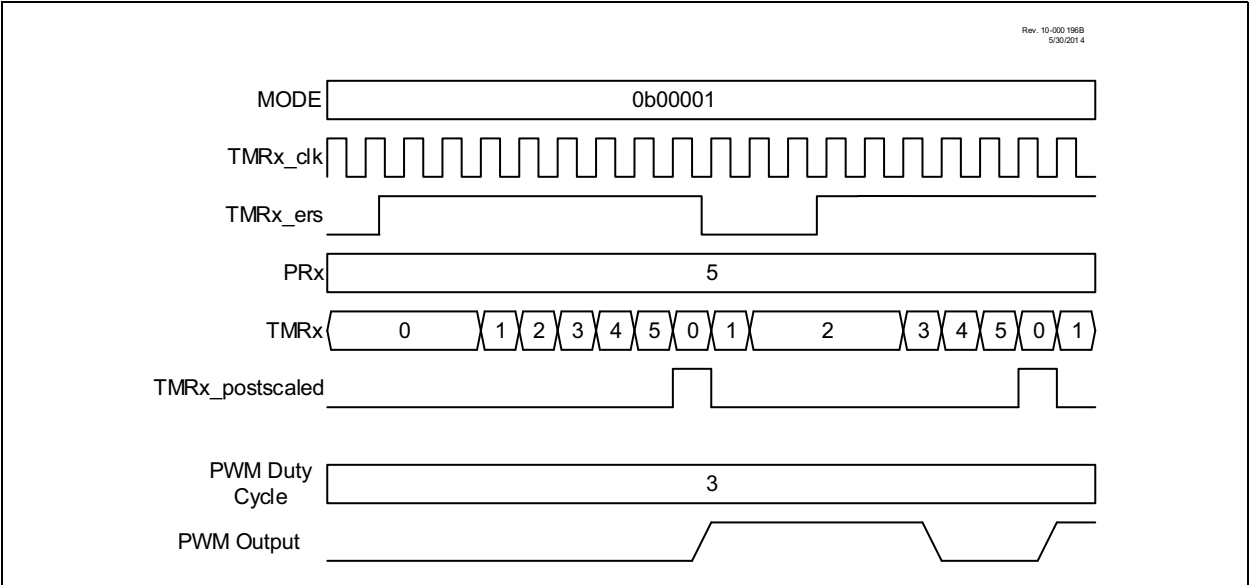 Rev. 10-000 196B
5/30/201 4
MODE 0b00001
TMRx_clk
TMRx_ers
PRx 5
TMRx 0 1 2 3 4 5 0 1 2 3 4 5 0 1
TMRx_postscaled
PWM Duty
Cycle 3
PWM Output